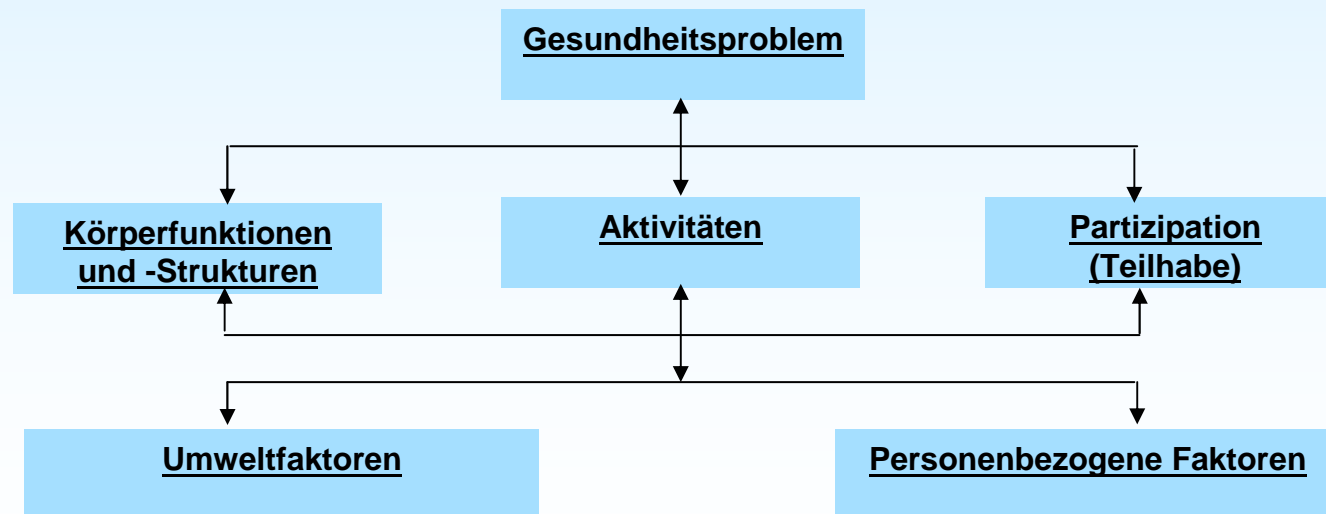 Gesundheitsproblem
Körperfunktionen
und -Strukturen
Aktivitäten
Partizipation
(Teilhabe)
Umweltfaktoren
Personenbezogene Faktoren